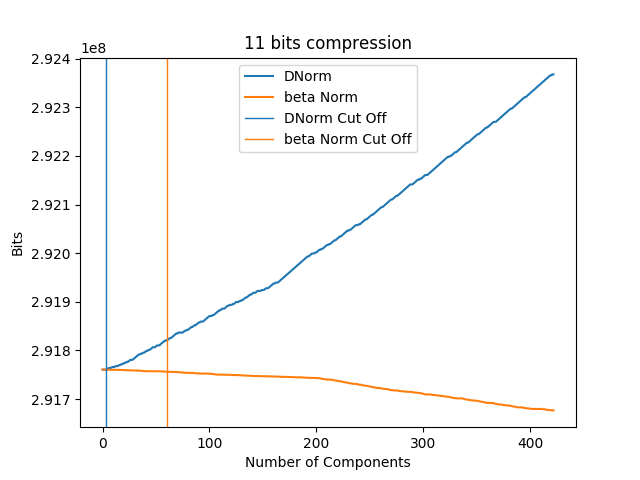 11 bits compression
1e8
2.924
2.923
2.922
2.921
2.920
2.919
2.918
2.917
Bits
DNorm
beta Norm
DNorm Cut Off
beta Norm Cut Off
0 100 200 300 400
Number of Components